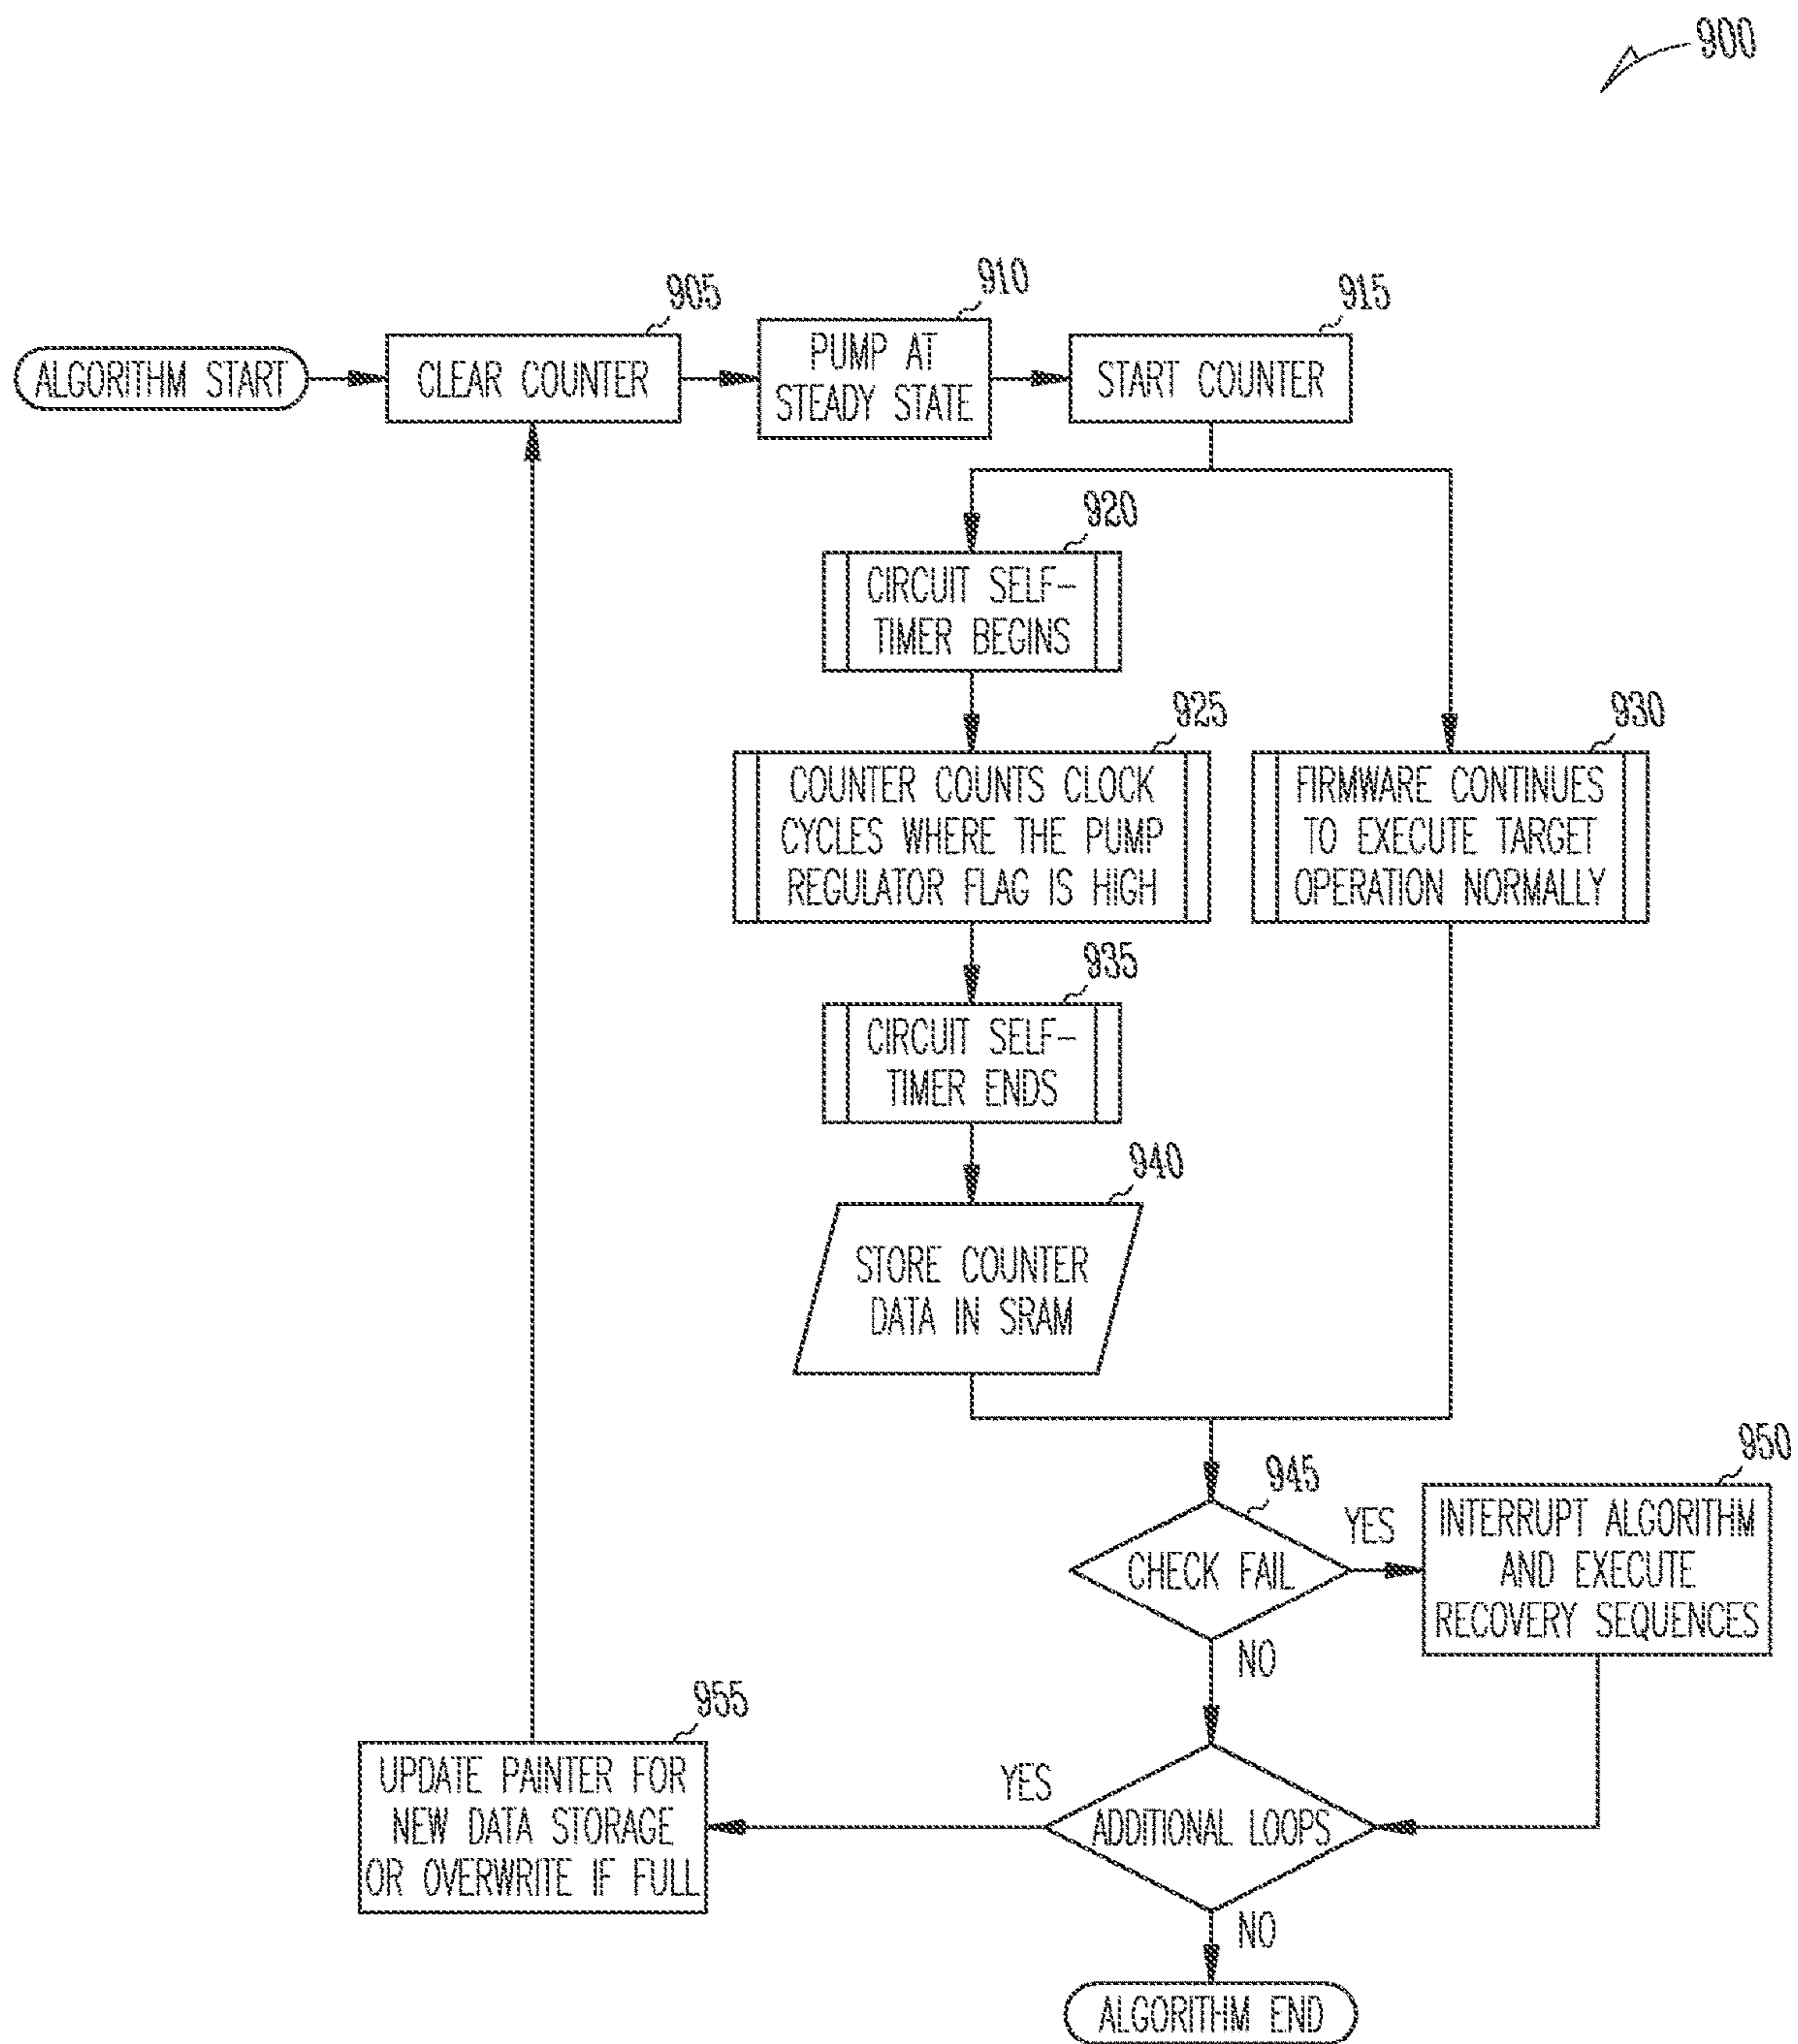 900
905
910
915
ALGORITHM START
CLEAR COUNTER
PUMP AT
STEADY STATE
START COUNTER
920
CIRCUIT SELF-
TIMER BEGINS
925
930
COUNTER COUNTS CLOCK
CYCLES WHERE THE PUMP
REGULATOR FLAG IS HIGH
FIRMWARE CONTINUES
TO EXECUTE TARGET
OPERATION NORMALLY
935
CIRCUIT SELF-
TIMER ENDS
940
STORE COUNTER
DATA IN SRAM
945
950
CHECK FAIL
YES
INTERRUPT ALGORITHM
AND EXECUTE
RECOVERY SEQUENCES
NO
955
UPDATE PAINTER FOR
NEW DATA STORAGE
OR OVERWRITE IF FULL
YES
ADDITIONAL LOOPS
NO
ALGORITHM END